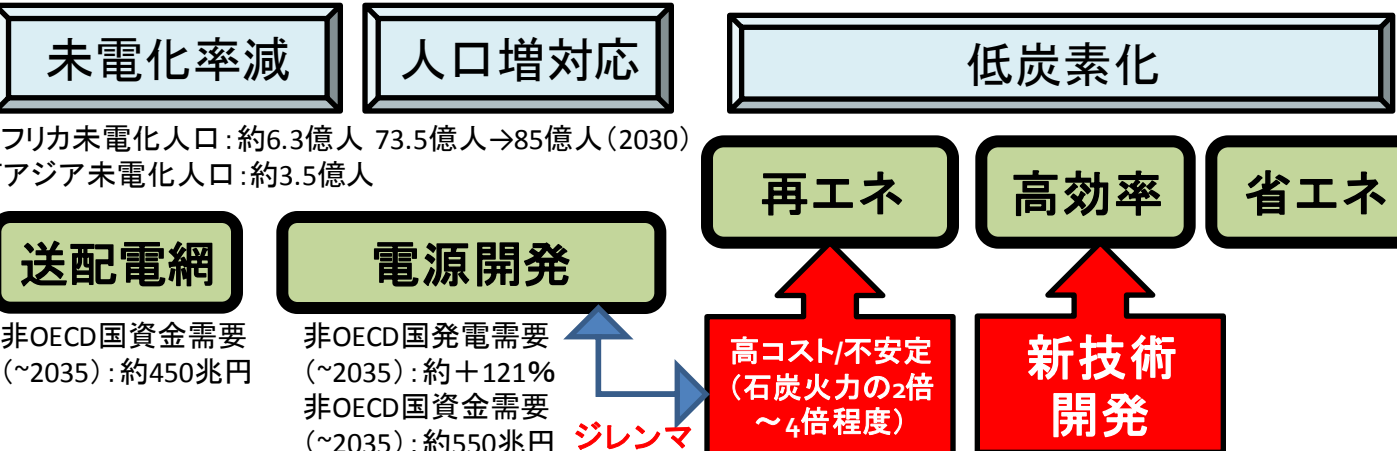 未電化率減
人口増対応
低炭素化
フリカ未電化人口：約6.3億人 73.5億人→85億人（2030）
アジア未電化人口：約3.5億人
再エネ
高効率
省エネ
送配電網
電源開発
非OECD国資金需要
（~2035）：約450兆円
非OECD国発電需要
（~2035）：約＋121%
非OECD国資金需要
（~2035）：約550兆円
ジレンマ
高コスト/不安定
（石炭火力の2倍
～4倍程度）
新技術
開発